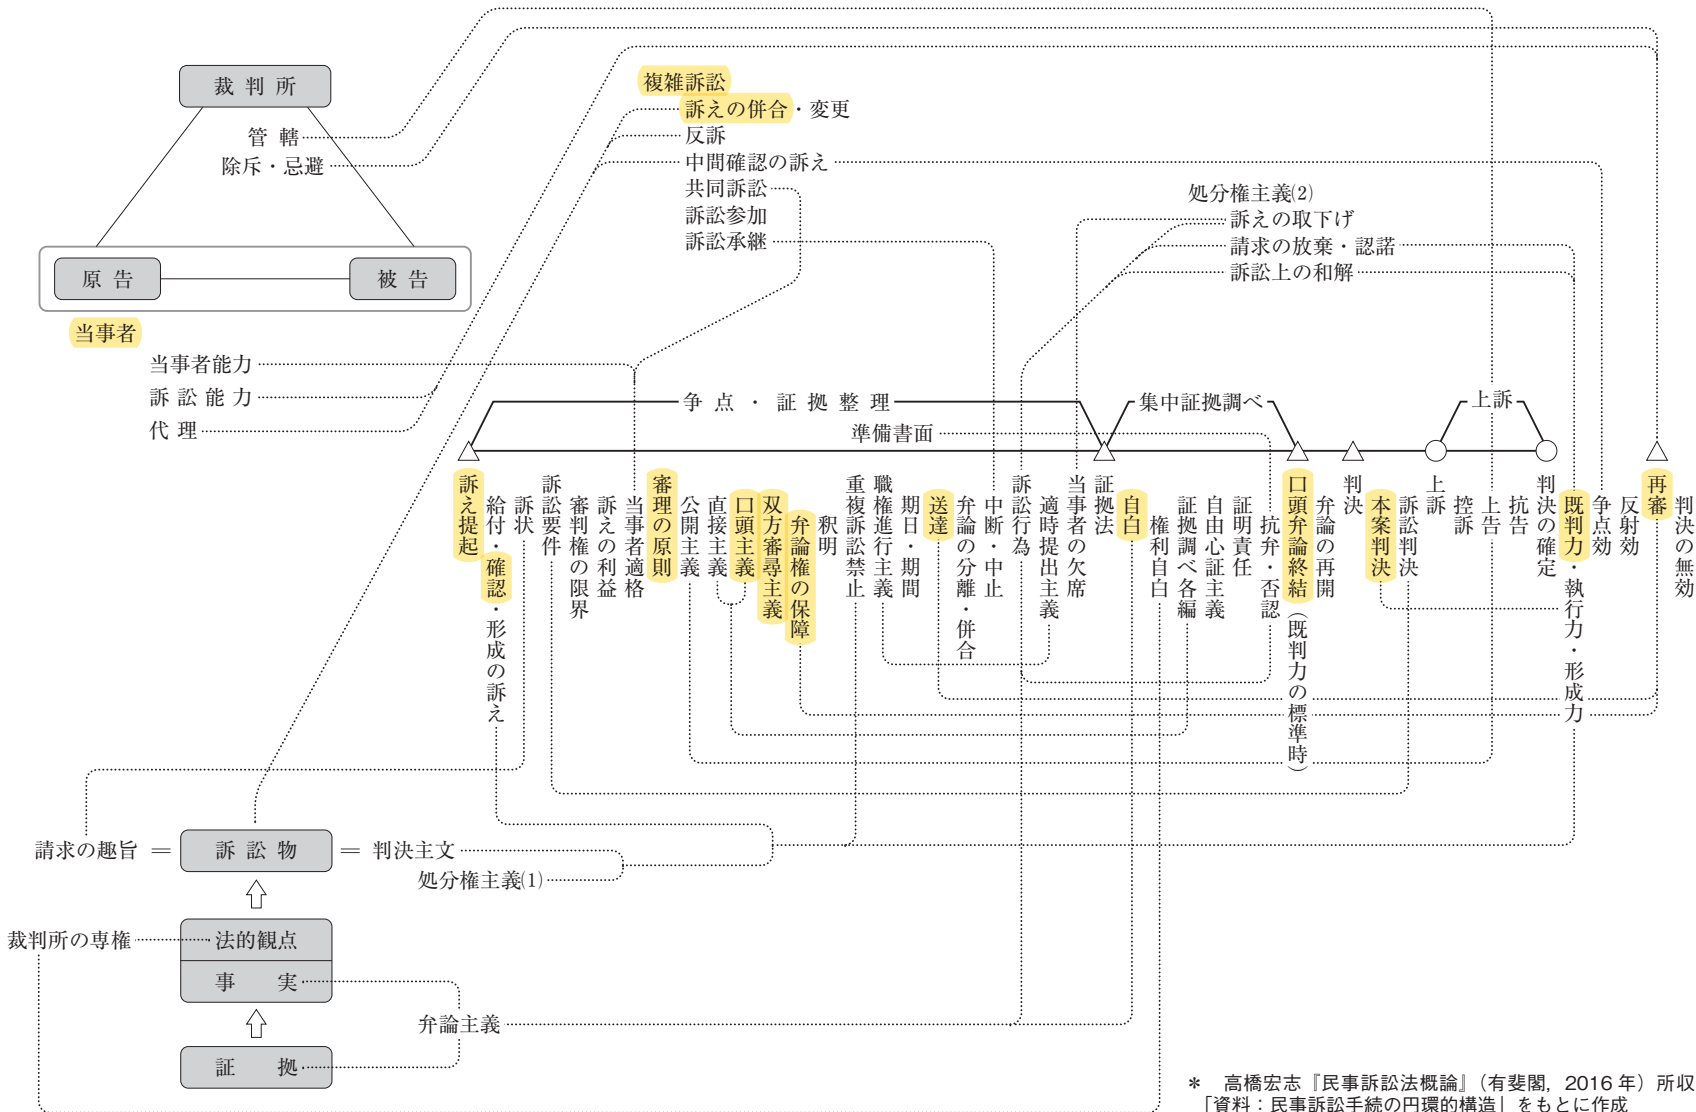 裁判所
管轄
除斥・忌避
原告
被告
当事者
当事者能力
訴訟能力
代理
複雑訴訟
訴えの併合・変更
反訴
中間確認の訴え
共同訴訟
訴訟参加
訴訟承継
処分権主義(2)
訴えの取下げ
請求の放棄・認諾
訴訟上の和解
争点・証拠整理
集中証拠調べ
上訴
準備書面
訴え提起
給付・確認・形成の訴え
訴状
訴訟要件
審判権の限界
訴えの利益
当事者適格
審理の原則
公開主義
直接主義
口頭主義
双方審尋主義
弁論権の保障
釈明
重複訴訟禁止
職権進行主義
期日・期間
送達
弁論の分離・併合
中断・中止
訴訟行為
適時提出主義
当事者の欠席
証拠法
自白
権利自白
証拠調べ各編
自由心証主義
証明責任
抗弁・否認
口頭弁論終結（既判力の標準時）
弁論の再開
判決
本案判決
訴訟判決
上訴
控訴
上告
抗告
判決の確定
既判力・執行力・形成力
争点効
反射効
再審
判決の無効
請求の趣旨 ＝ 訴訟物 ＝ 判決主文
処分権主義(1)
裁判所の専権
法的観点
事実
弁論主義
証拠
＊ 高橋宏志『民事訴訟法概論』（有斐閣，2016年）所収
「資料：民事訴訟手続の円環的構造」をもとに作成